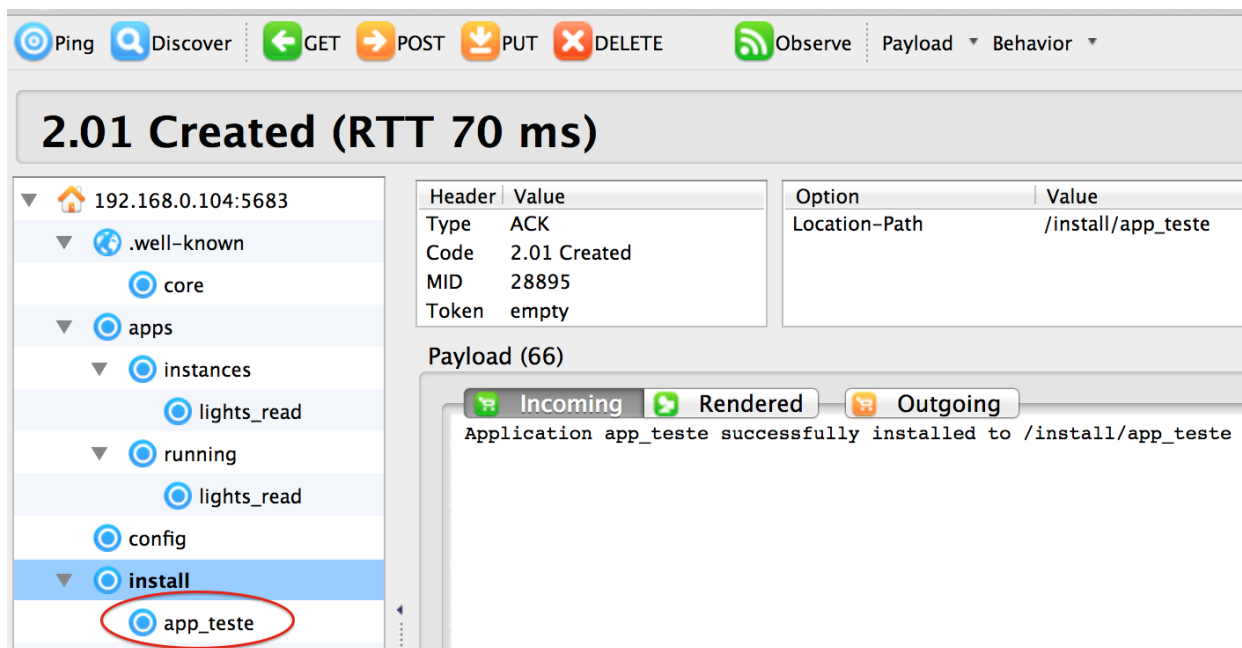 Ping Discover GET POST PUT DELETE Observe Payload Behavior
2.01 Created (RTT 70 ms)
192.168.0.104:5683
.well-known
core
apps
instances
lights_read
running
lights_read
config
install
app_teste
Header Value
Type ACK
Code 2.01 Created
MID 28895
Token empty
Option Value
Location-Path /install/app_teste
Payload (66)
Incoming Rendered Outgoing
Application app_teste successfully installed to /install/app_teste